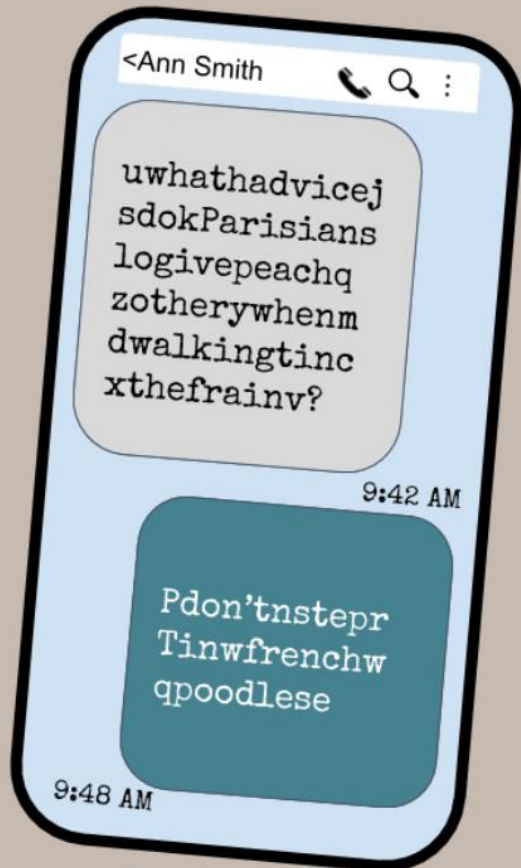 <Ann Smith
uwhathadvicej
sdokParisians
logivepeachq
zotherywhenm
dwalkingtinc
xthefrainv?
9:42 AM
Pdon’tnstepr
Tinwfrenchw
qpoodlese
9:48 AM